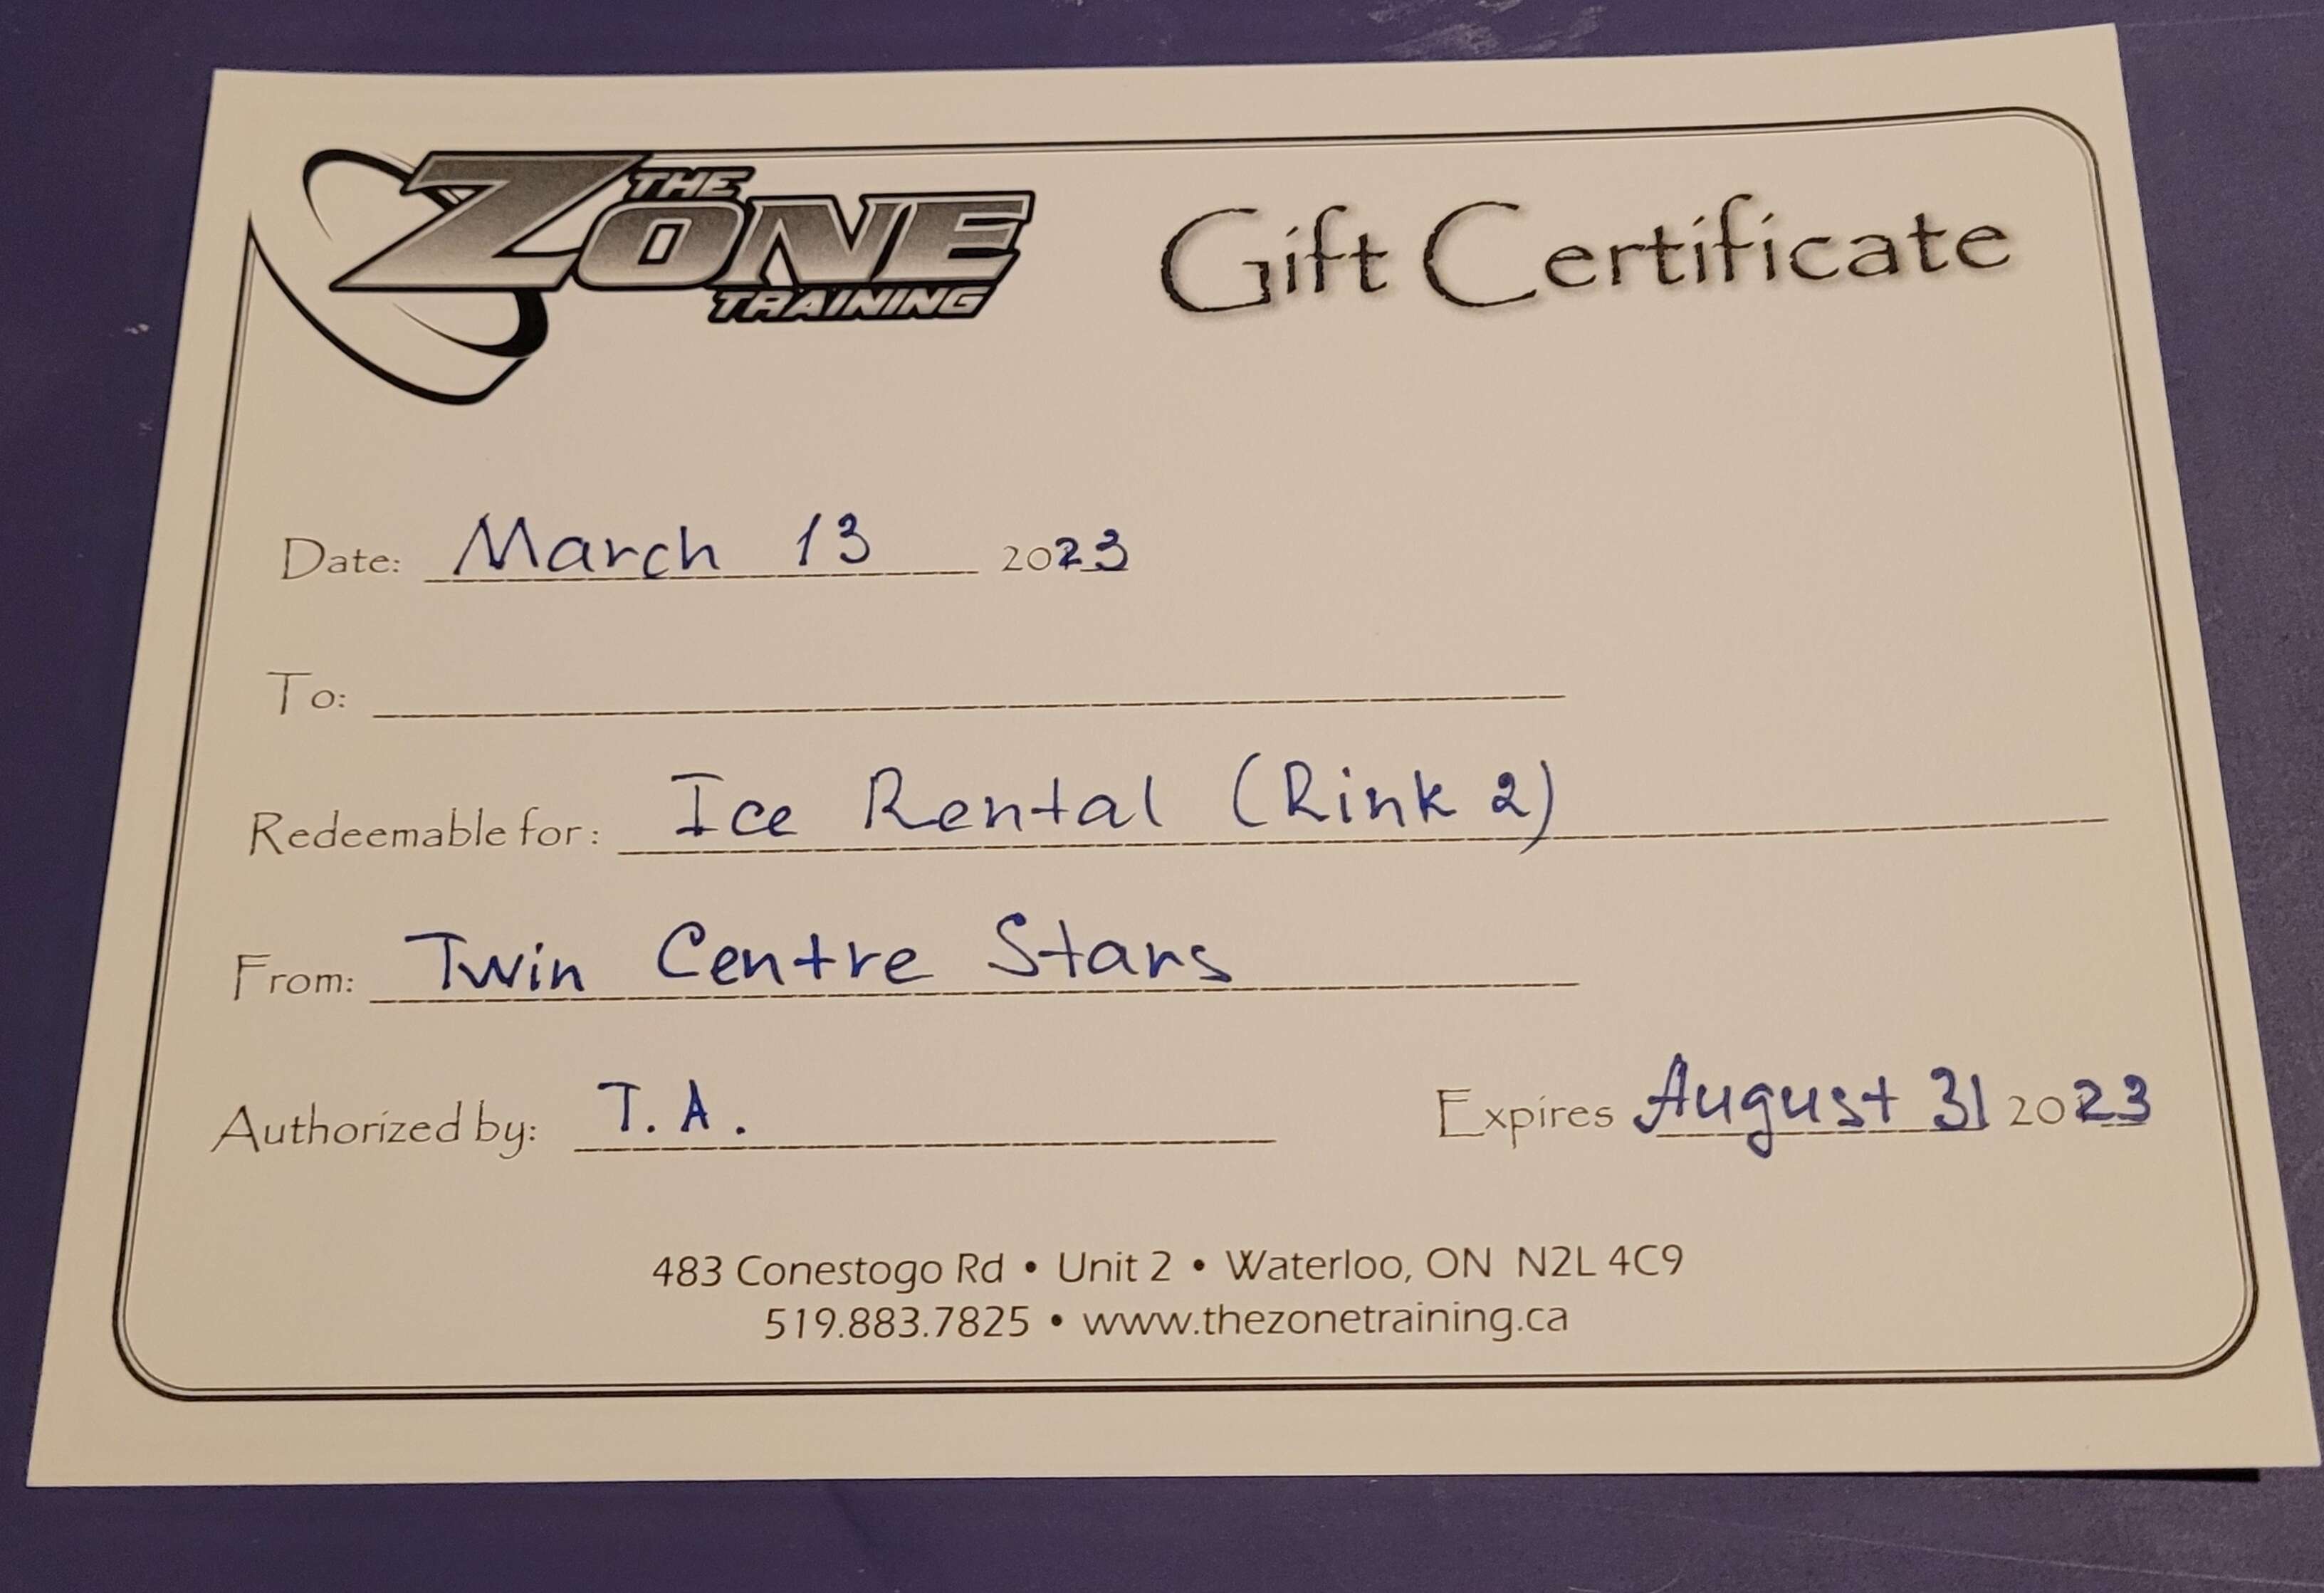 THE
ZONE
TRAINING
Gift Certificate
Date: March 13 2023
To:
Redeemable for: Ice Rental (Rink 2)
From: Twin Centre Stars
Authorized by: T. A. Expires August 31 2023
483 Conestogo Rd • Unit 2 • Waterloo, ON N2L 4C9
519.883.7825 • www.thezonetraining.ca